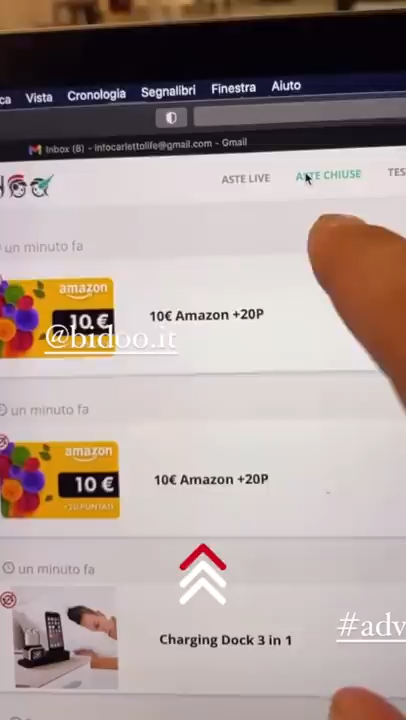 Vista Cronologia Segnalibri Finestra Aiuto
Inbox (8) - infocarlettolife@gmail.com - Gmail
ASTE LIVE ASTE CHIUSE
un minuto fa
amazon
10 €
10€ Amazon +20P
@bidoo.it
un minuto fa
amazon
10 €
+20 PUNTATE
10€ Amazon +20P
un minuto fa
Charging Dock 3 in 1
#adv